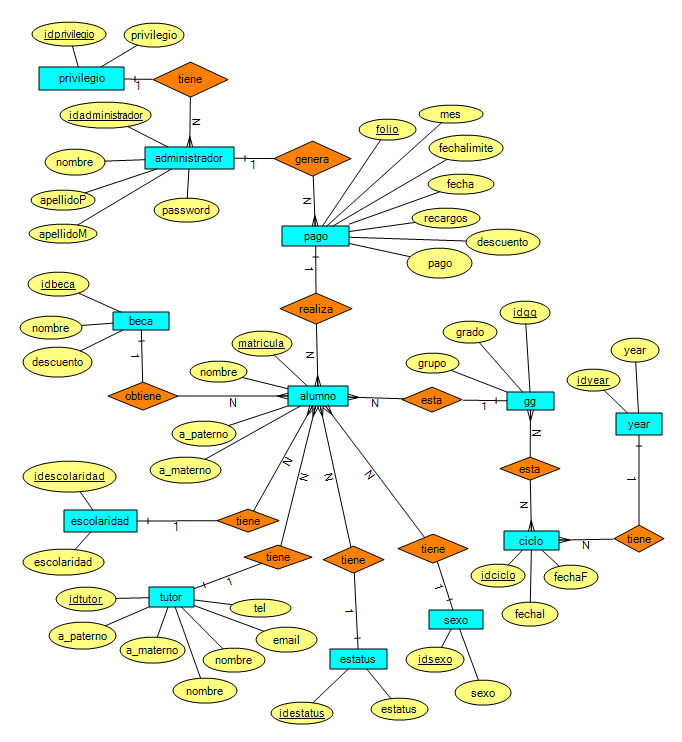 idprivilegio
privilegio
privilegio
1
tiene
N
idadministrador
nombre
administrador
apellidoP
apellidoM
password
1
genera
N
folio
mes
fechalimite
fecha
recargos
descuento
pago
pago
1
realiza
N
idbeca
nombre
beca
descuento
1
obtiene
N
matricula
nombre
alumno
a_paterno
a_materno
N
esta
1
idgg
grado
grupo
gg
year
idyear
year
1
N
esta
N
ciclo
N
tiene
idciclo
fechaF
fechaI
idescolaridad
escolaridad
escolaridad
1
tiene
N
tiene
N
1
tutor
idtutor
a_paterno
a_materno
nombre
nombre
email
tel
N
tiene
1
estatus
idestatus
estatus
N
tiene
1
sexo
idsexo
sexo